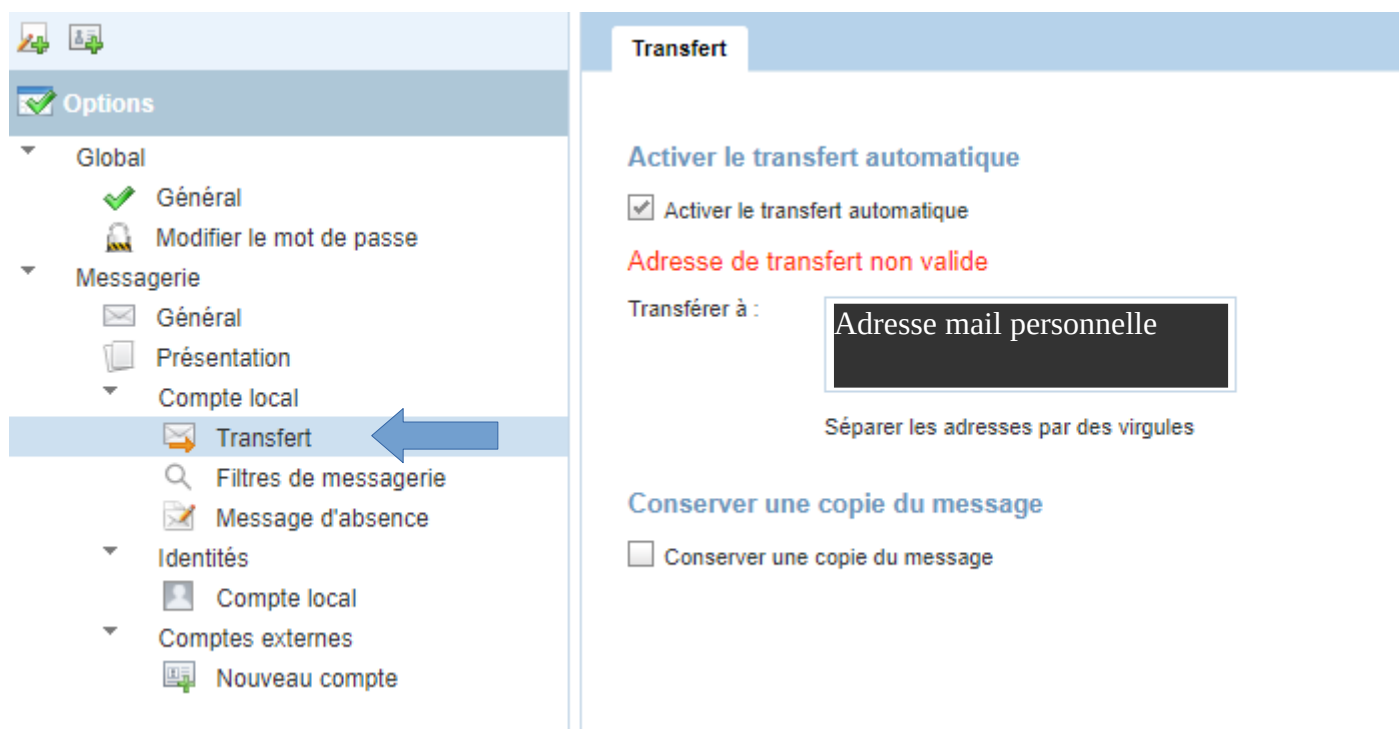 Options
Global
Général
Modifier le mot de passe
Messagerie
Général
Présentation
Compte local
Transfert
Filtres de messagerie
Message d'absence
Identités
Compte local
Comptes externes
Nouveau compte
Transfert
Activer le transfert automatique
Activer le transfert automatique
Adresse de transfert non valide
Transférer à :
Adresse mail personnelle
Séparer les adresses par des virgules
Conserver une copie du message
Conserver une copie du message